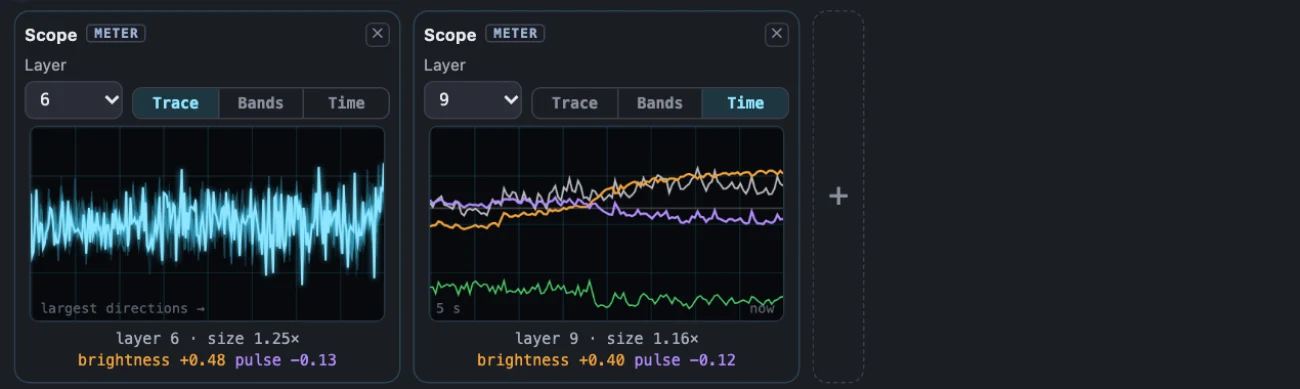 Scope METER
Layer
6 Trace Bands Time
largest directions →
layer 6 · size 1.25×
brightness +0.48 pulse −0.13
Scope METER
Layer
9 Trace Bands Time
5 s now
layer 9 · size 1.16×
brightness +0.40 pulse −0.12
+